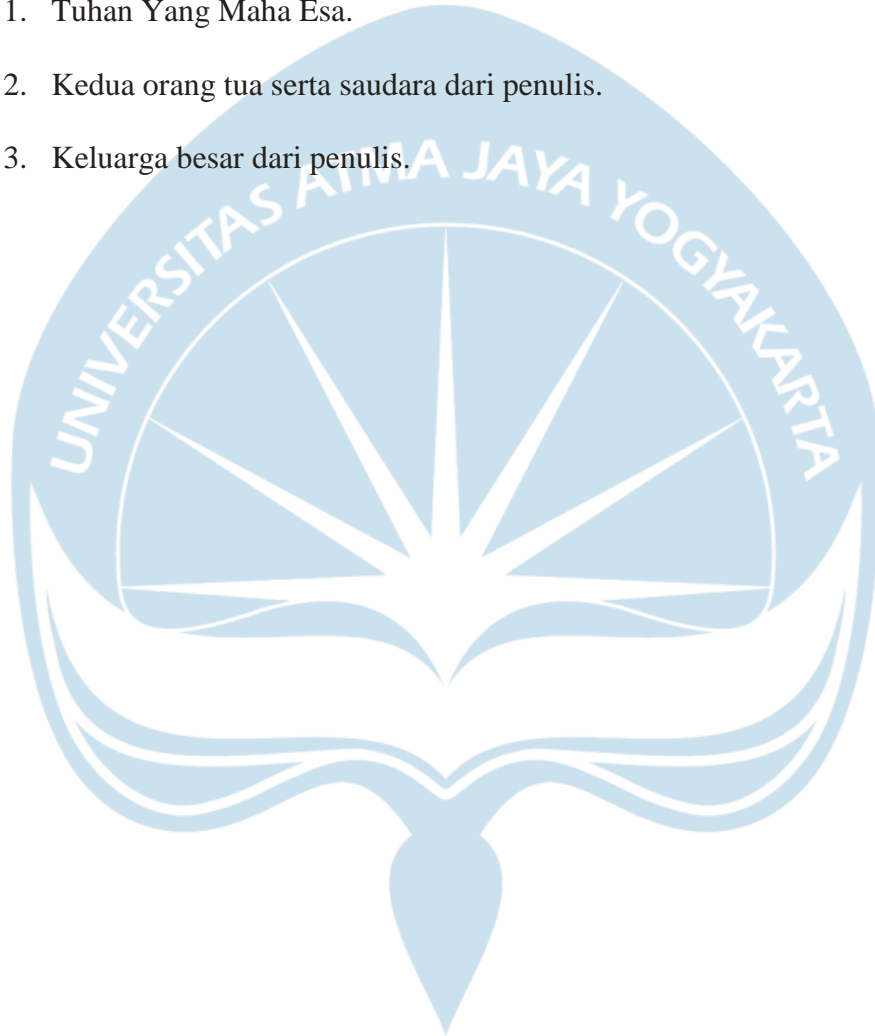 1. Tuhan Yang Maha Esa.
2. Kedua orang tua serta saudara dari penulis.
3. Keluarga besar dari penulis.
UNIVERSITAS ATMA JAYA YOGYAKARTA